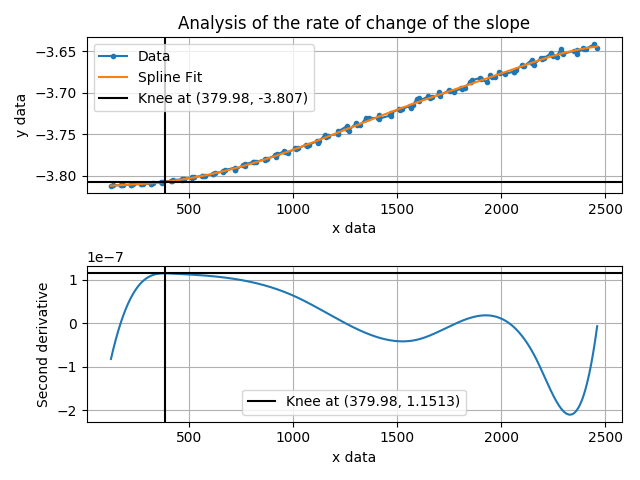 Analysis of the rate of change of the slope
y data
−3.65
−3.70
−3.75
−3.80
Data
Spline Fit
Knee at (379.98, -3.807)
500
1000
1500
2000
2500
x data
1e−7
Second derivative
1
0
−1
−2
Knee at (379.98, 1.1513)
500
1000
1500
2000
2500
x data